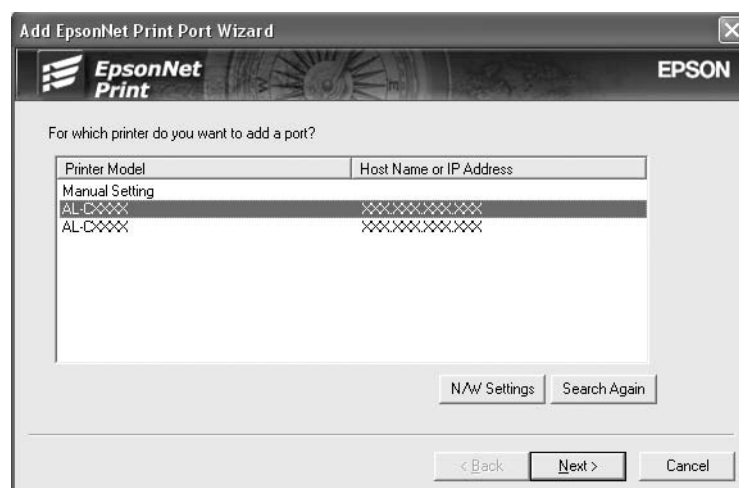 Add EpsonNet Print Port Wizard
EpsonNet
Print
EPSON
For which printer do you want to add a port?
Printer Model Host Name or IP Address
Manual Setting
AL-CXXXX XXX.XXX.XXX.XXX
AL-CXXXX XXX.XXX.XXX.XXX
N/W Settings Search Again
< Back Next > Cancel